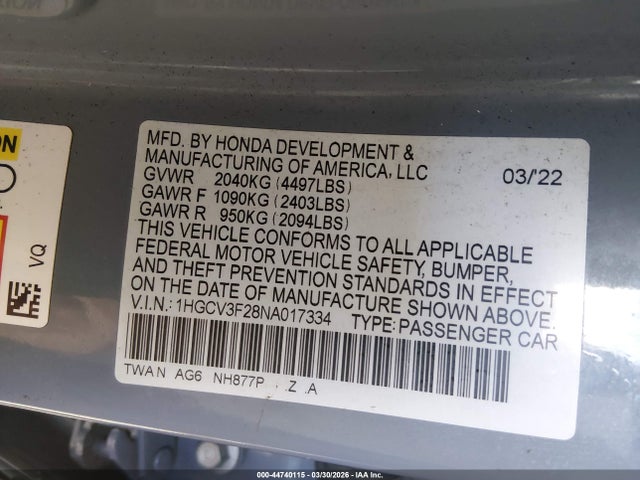 MFD. BY HONDA DEVELOPMENT &
MANUFACTURING OF AMERICA, LLC
GVWR 2040KG (4497LBS) 03/'22
GAWR F 1090KG (2403LBS)
GAWR R 950KG (2094LBS)
THIS VEHICLE CONFORMS TO ALL APPLICABLE
FEDERAL MOTOR VEHICLE SAFETY, BUMPER,
AND THEFT PREVENTION STANDARDS IN EFFECT
ON THE DATE OF MANUFACTURE SHOWN ABOVE.
V.I.N.: 1HGCV3F28NA017334 TYPE: PASSENGER CAR
TWA N AG6 NH877P Z A
VQ
000-44740115 | 03/30/2026 | IAA Inc.